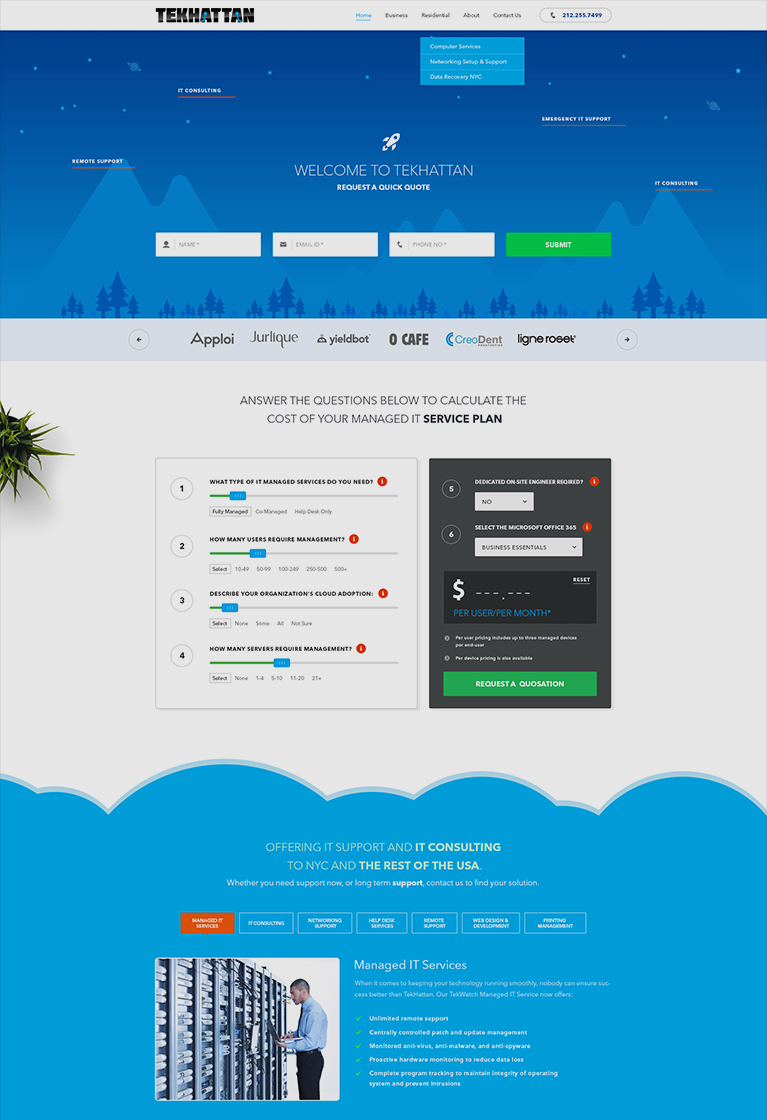 TEKHATTAN
Home Business Residential About Contact Us 212.255.7499
Computer Services
Networking Setup & Support
Data Recovery NYC
IT CONSULTING
EMERGENCY IT SUPPORT
REMOTE SUPPORT
IT CONSULTING
WELCOME TO TEKHATTAN
REQUEST A QUICK QUOTE
NAME * EMAIL ID * PHONE NO * SUBMIT
Apploi Jurlique yieldbot O CAFE CreoDent PROSTHETICS ligne roset
ANSWER THE QUESTIONS BELOW TO CALCULATE THE
COST OF YOUR MANAGED IT SERVICE PLAN
1 WHAT TYPE OF IT MANAGED SERVICES DO YOU NEED? i
Fully Managed Co-Managed Help Desk Only
2 HOW MANY USERS REQUIRE MANAGEMENT? i
Select 10-49 50-99 100-249 250-500 500+
3 DESCRIBE YOUR ORGANIZATION'S CLOUD ADOPTION: i
Select None Some All Not Sure
4 HOW MANY SERVERS REQUIRE MANAGEMENT? i
Select None 1-4 5-10 11-20 21+
5 DEDICATED ON-SITE ENGINEER REQIRED? i
NO
6 SELECT THE MICROSOFT OFFICE 365 i
BUSINESS ESSENTIALS
RESET
$ ---.---
PER USER/PER MONTH*
Per user pricing includes up to three managed devices
per end-user
Per device pricing is also available
REQUEST A QUOSATION
OFFERING IT SUPPORT AND IT CONSULTING
TO NYC AND THE REST OF THE USA.
Whether you need support now, or long term support, contact us to find your solution.
MANAGED IT
SERVICES
IT CONSULTING
NETWORKING
SUPPORT
HELP DESK
SERVICES
REMOTE
SUPPORT
WEB DESIGN &
DEVELOPMENT
PRINTING
MANAGEMENT
Managed IT Services
When it comes to keeping your technology running smoothly, nobody can ensure suc-
cess better than TekHattan. Our TekWatch Managed IT Service now offers:
Unlimited remote support
Centrally controlled patch and update management
Monitored anti-virus, anti-malware, and anti-spyware
Proactive hardware monitoring to reduce data loss
Complete program tracking to maintain integrity of operating
system and prevent intrusions